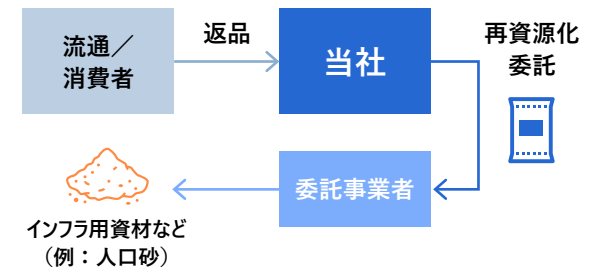 流通／
消費者
返品
当社
再資源化
委託
委託事業者
インフラ用資材など
（例：人口砂）